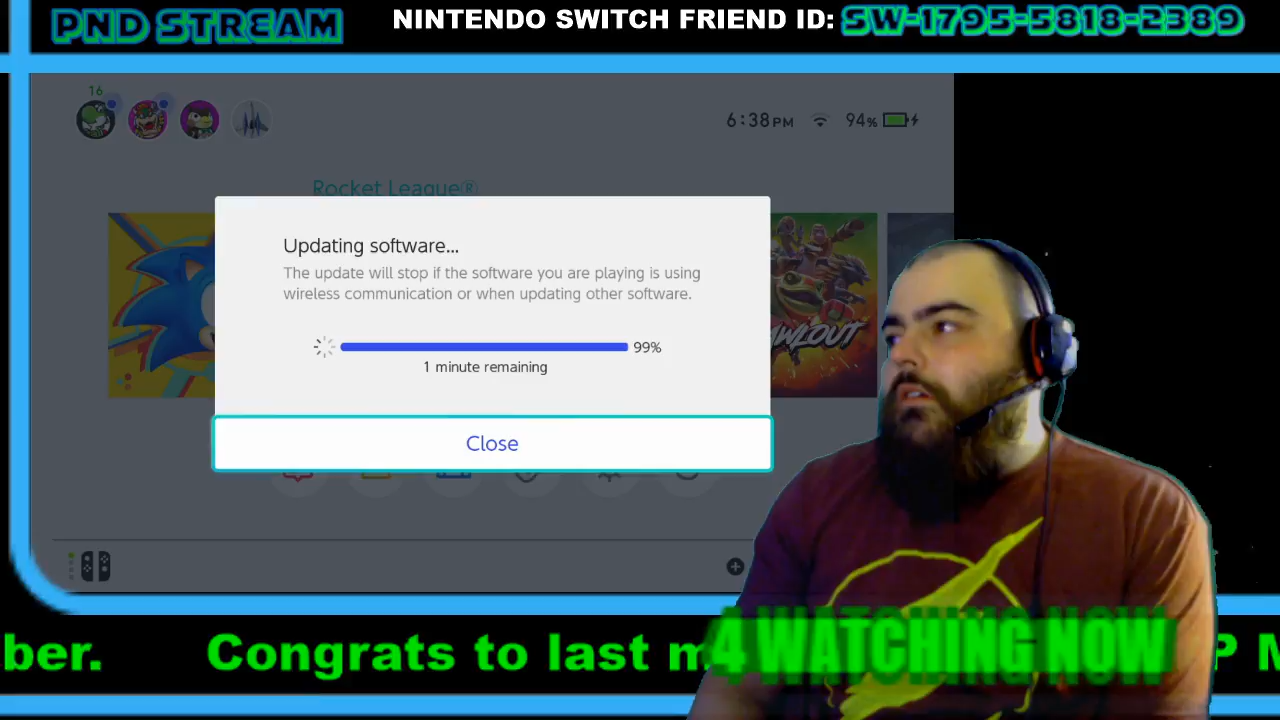 PND STREAM
NINTENDO SWITCH FRIEND ID: SW-1795-5818-2389
16
6:38 PM 94%
Rocket League®
Updating software...
The update will stop if the software you are playing is using
wireless communication or when updating other software.
99%
1 minute remaining
Close
ber. Congrats to last
4 WATCHING NOW